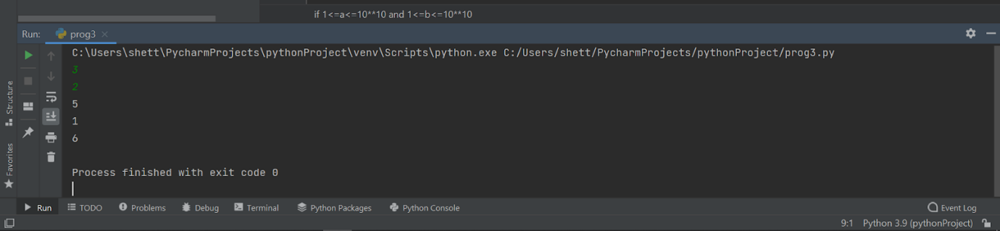 if 1<=a<=10**10 and 1<=b<=10**10
Run: prog3
C:\Users\shett\PycharmProjects\pythonProject\venv\Scripts\python.exe C:/Users/shett/PycharmProjects/pythonProject/prog3.py
3
2
5
1
6
Process finished with exit code 0
Structure
Favorites
Run TODO Problems Debug Terminal Python Packages Python Console Event Log
9:1 Python 3.9 (pythonProject)